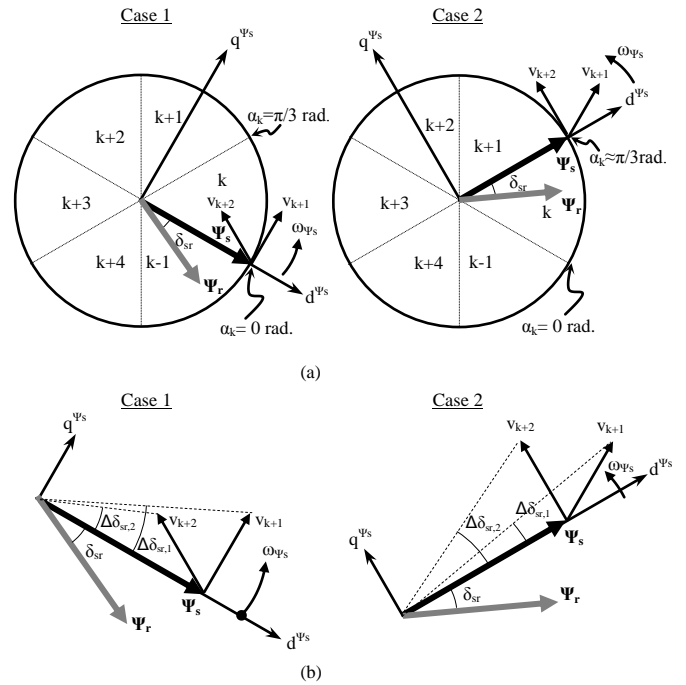 Case 1
Case 2
q^Ψs
q^Ψs
ω_Ψs
v_k+2
v_k+1
d^Ψs
α_k=π/3 rad.
k+1
k+2
k
k+3
v_k+2
v_k+1
Ψ_s
ω_Ψs
δ_sr
k+4
k-1
Ψ_r
d^Ψs
α_k= 0 rad.
k+2
k+1
α_k≈π/3rad.
Ψ_s
δ_sr
k+3
k
Ψ_r
k+4
k-1
α_k= 0 rad.
(a)
Case 1
Case 2
q^Ψs
v_k+2
v_k+1
Δδ_sr,2
δ_sr
Δδ_sr,1
ω_Ψs
Ψ_s
Ψ_r
d^Ψs
v_k+2
v_k+1
ω_Ψs
d^Ψs
Δδ_sr,2
Δδ_sr,1
Ψ_s
q^Ψs
δ_sr
Ψ_r
(b)